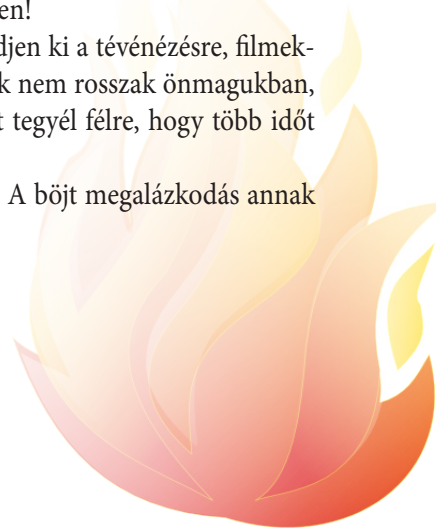 en!
djen ki a tévénézésre, filmek-
k nem rosszak önmagukban,
t tegyél félre, hogy több időt
A böjt megalázkodás annak